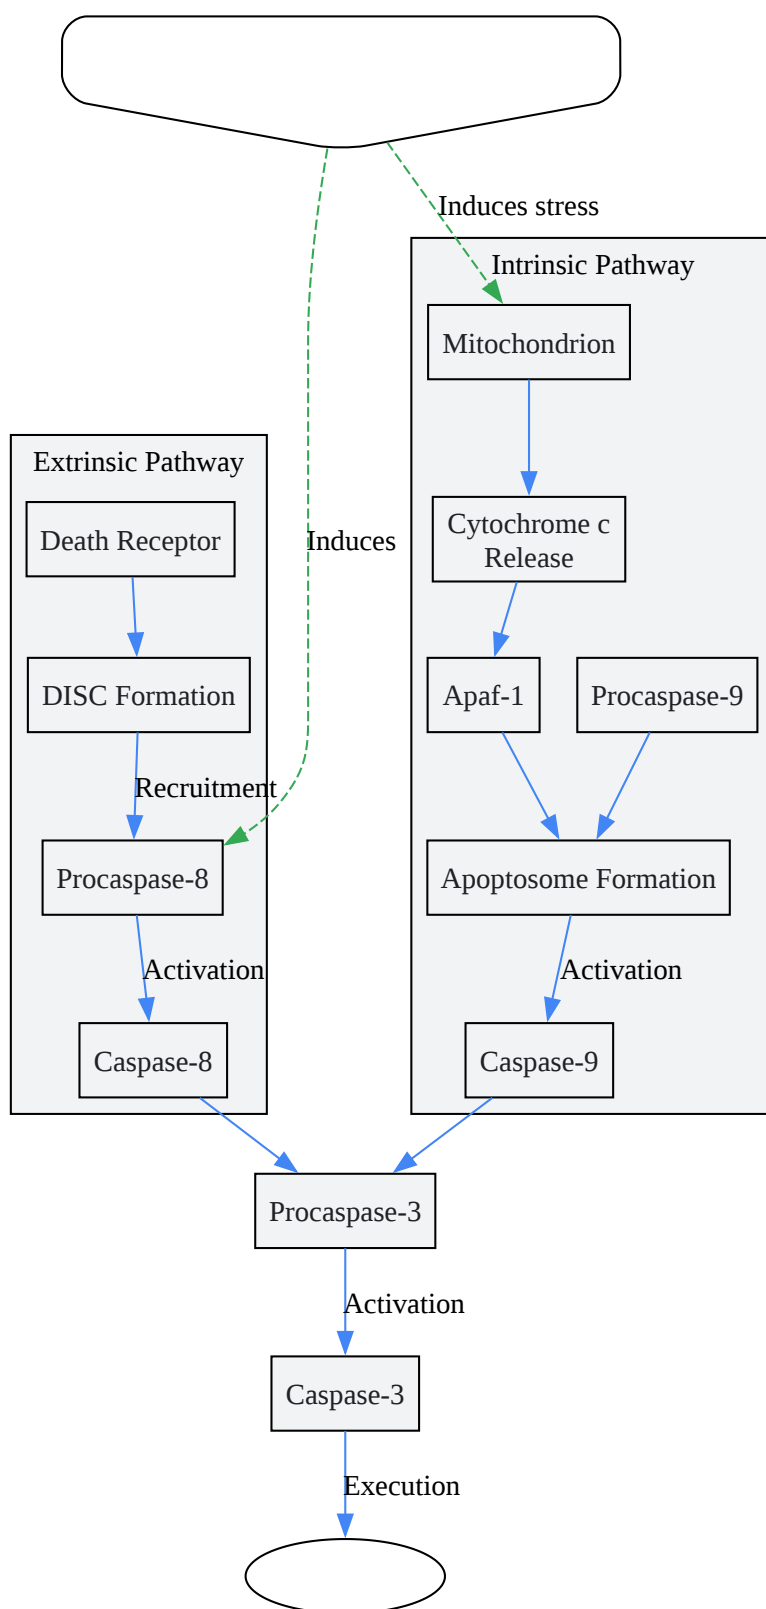 Induces stress
Intrinsic Pathway
Mitochondrion
Extrinsic Pathway
Death Receptor
Induces
Cytochrome c
Release
DISC Formation
Apaf-1
Procaspase-9
Recruitment
Procaspase-8
Apoptosome Formation
Activation
Activation
Caspase-8
Caspase-9
Procaspase-3
Activation
Caspase-3
Execution